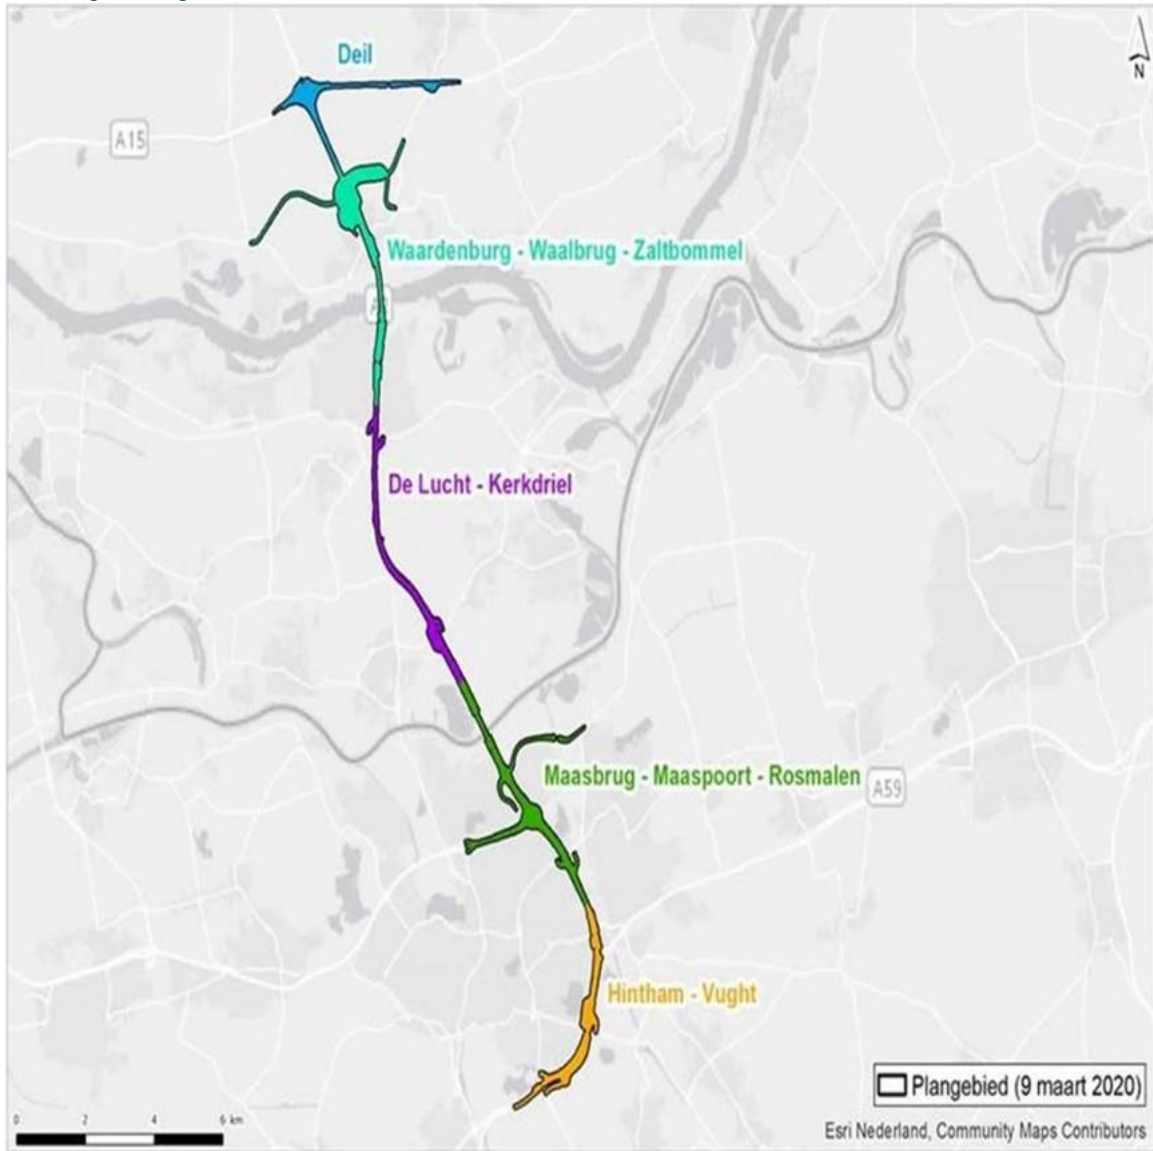 Deil
N
A15
Waardenburg - Waalbrug - Zaltbommel
De Lucht - Kerkdriel
Maasbrug - Maaspoort - Rosmalen
A59
Hintham - Vught
Plangebied (9 maart 2020)
0 2 4 6 km
Esri Nederland, Community Maps Contributors